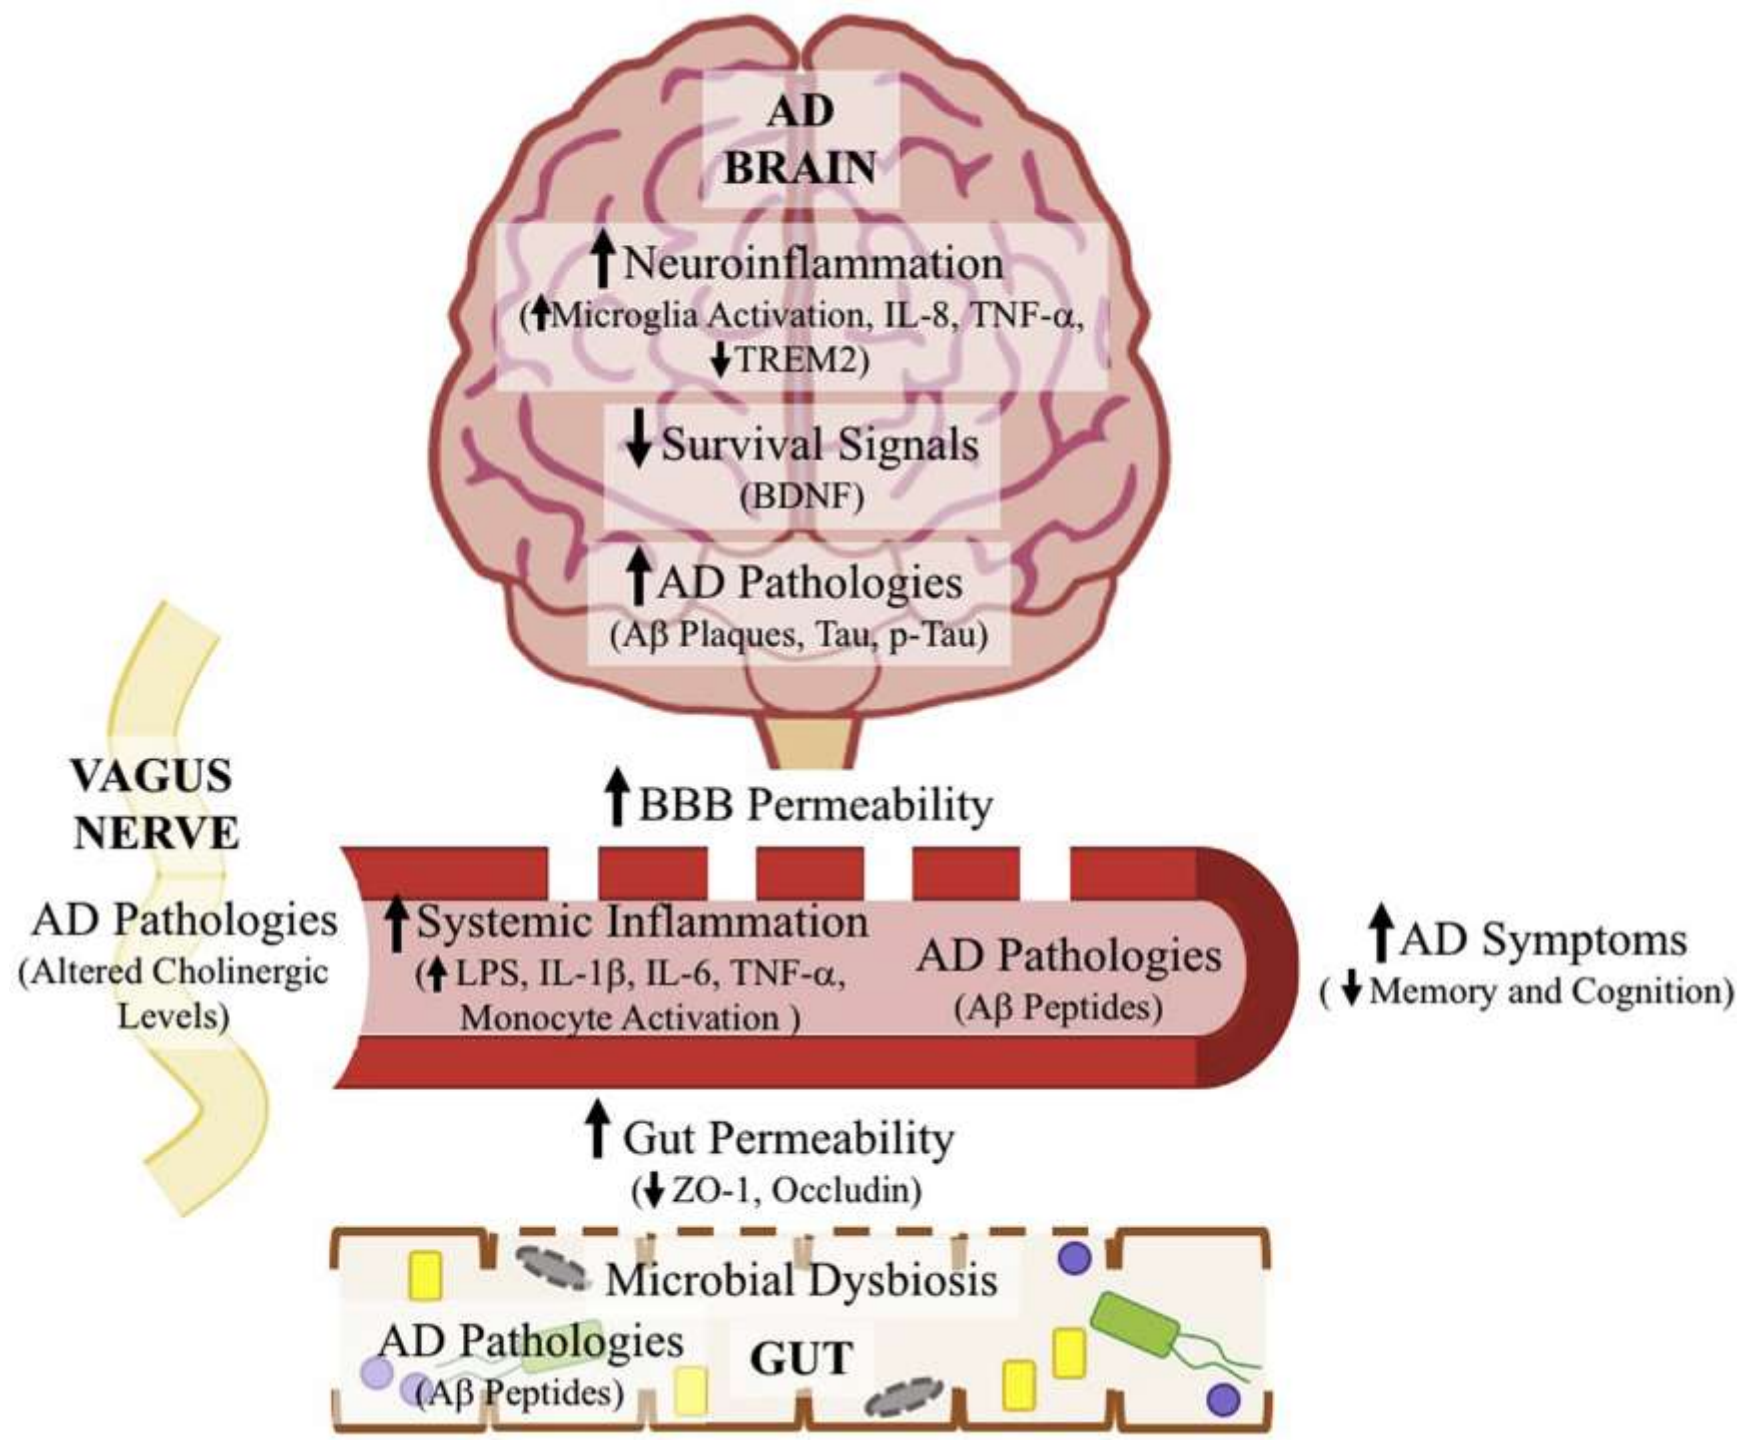 AD
BRAIN
↑Neuroinflammation
(↑Microglia Activation, IL-8, TNF-α,
↓TREM2)
↓Survival Signals
(BDNF)
↑AD Pathologies
(Aβ Plaques, Tau, p-Tau)
VAGUS
NERVE
AD Pathologies
(Altered Cholinergic
Levels)
↑BBB Permeability
↑Systemic Inflammation
(↑LPS, IL-1β, IL-6, TNF-α,
Monocyte Activation )
AD Pathologies
(Aβ Peptides)
↑AD Symptoms
(↓Memory and Cognition)
↑ Gut Permeability
(↓ZO-1, Occludin)
Microbial Dysbiosis
AD Pathologies
(Aβ Peptides)
GUT